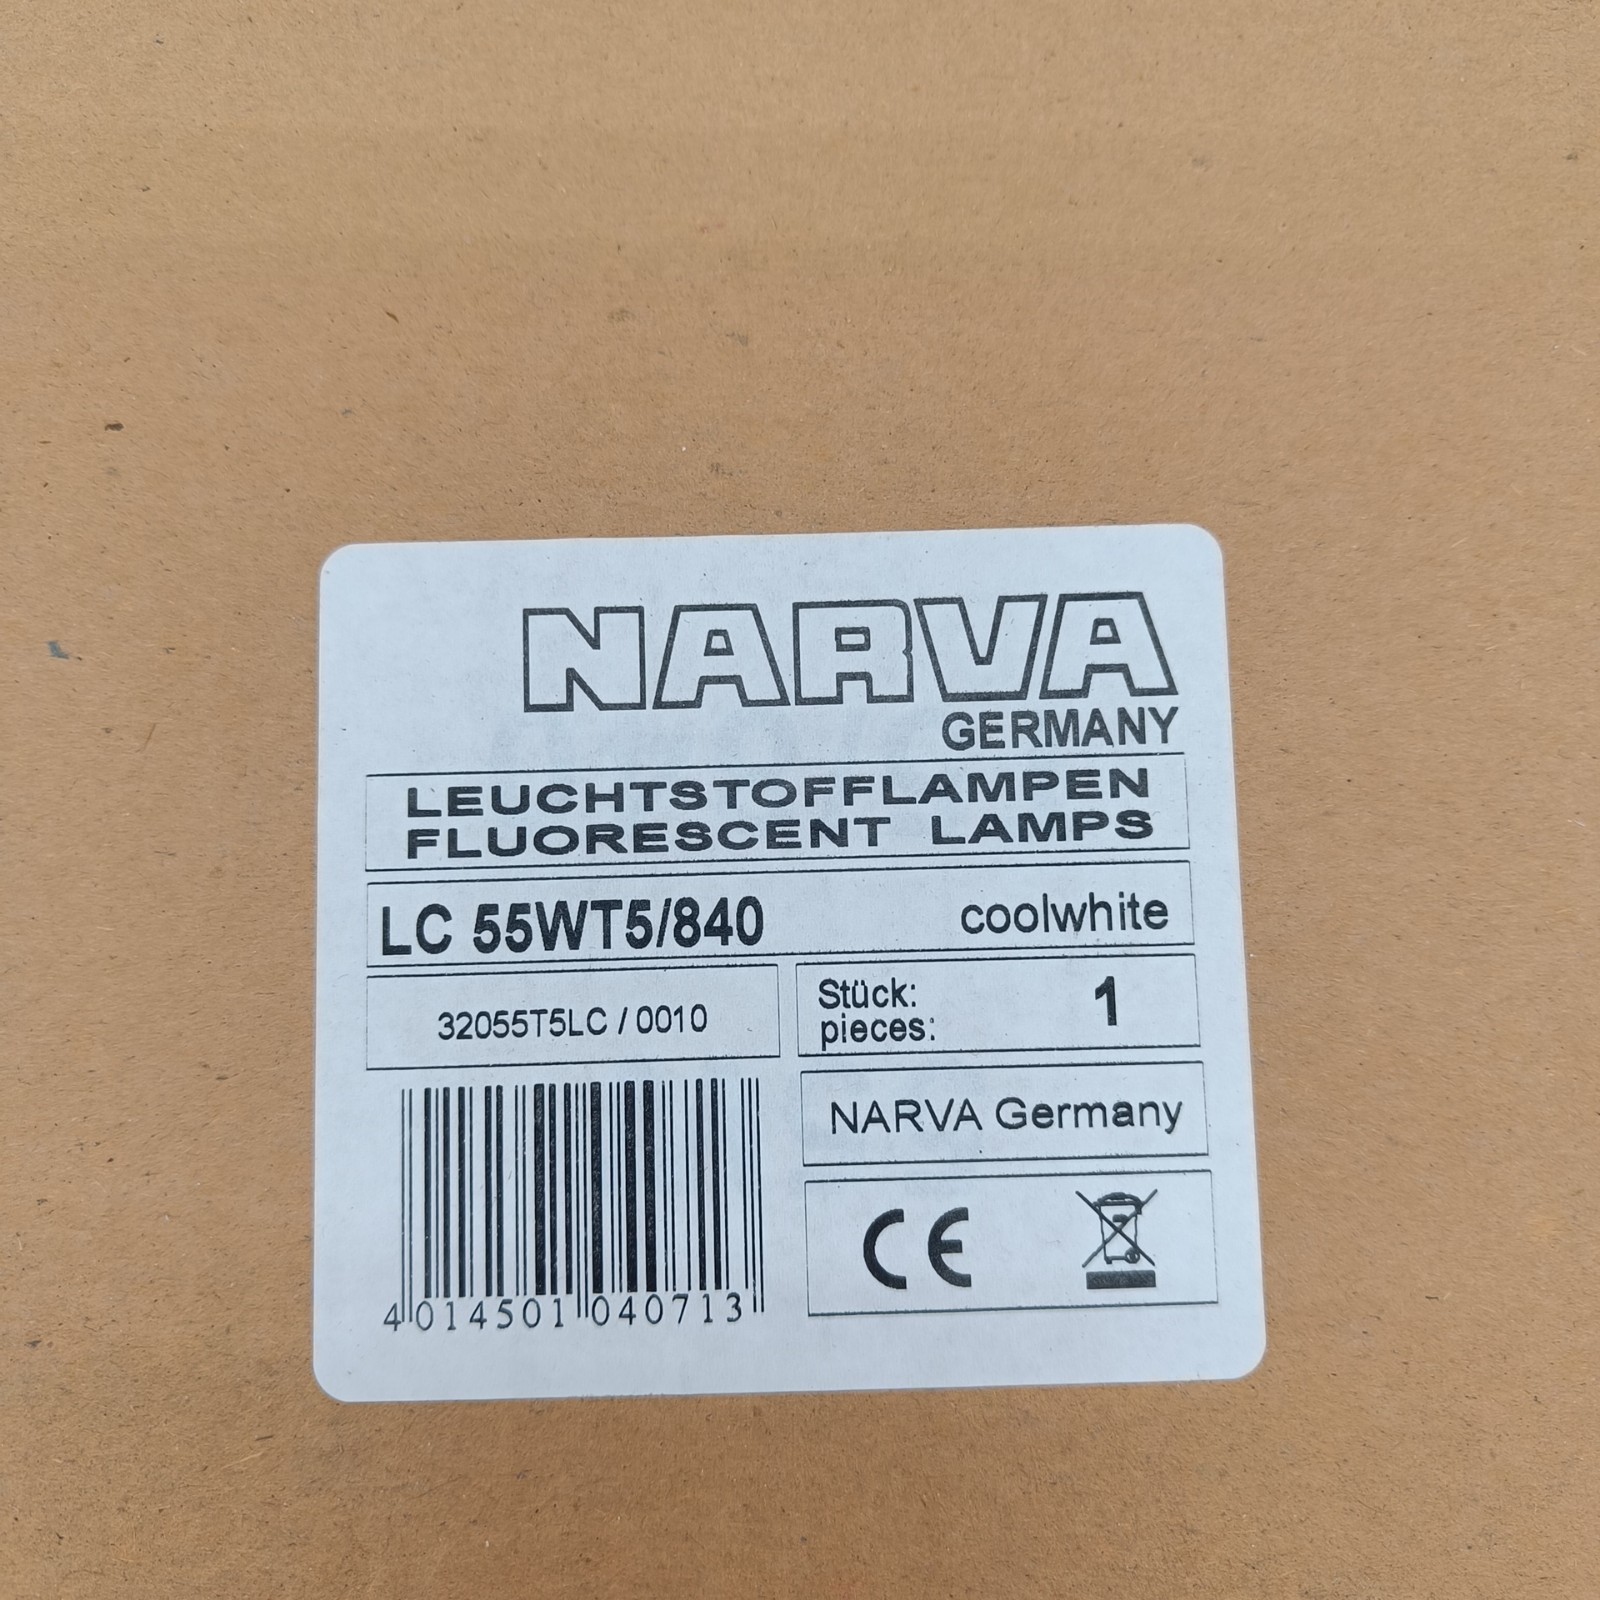 NARVA
GERMANY
LEUCHTSTOFFLAMPEN
FLUORESCENT LAMPS
LC 55WT5/840 coolwhite
32055T5LC / 0010
Stück: 1
pieces:
NARVA Germany
CE
4 014501 040713